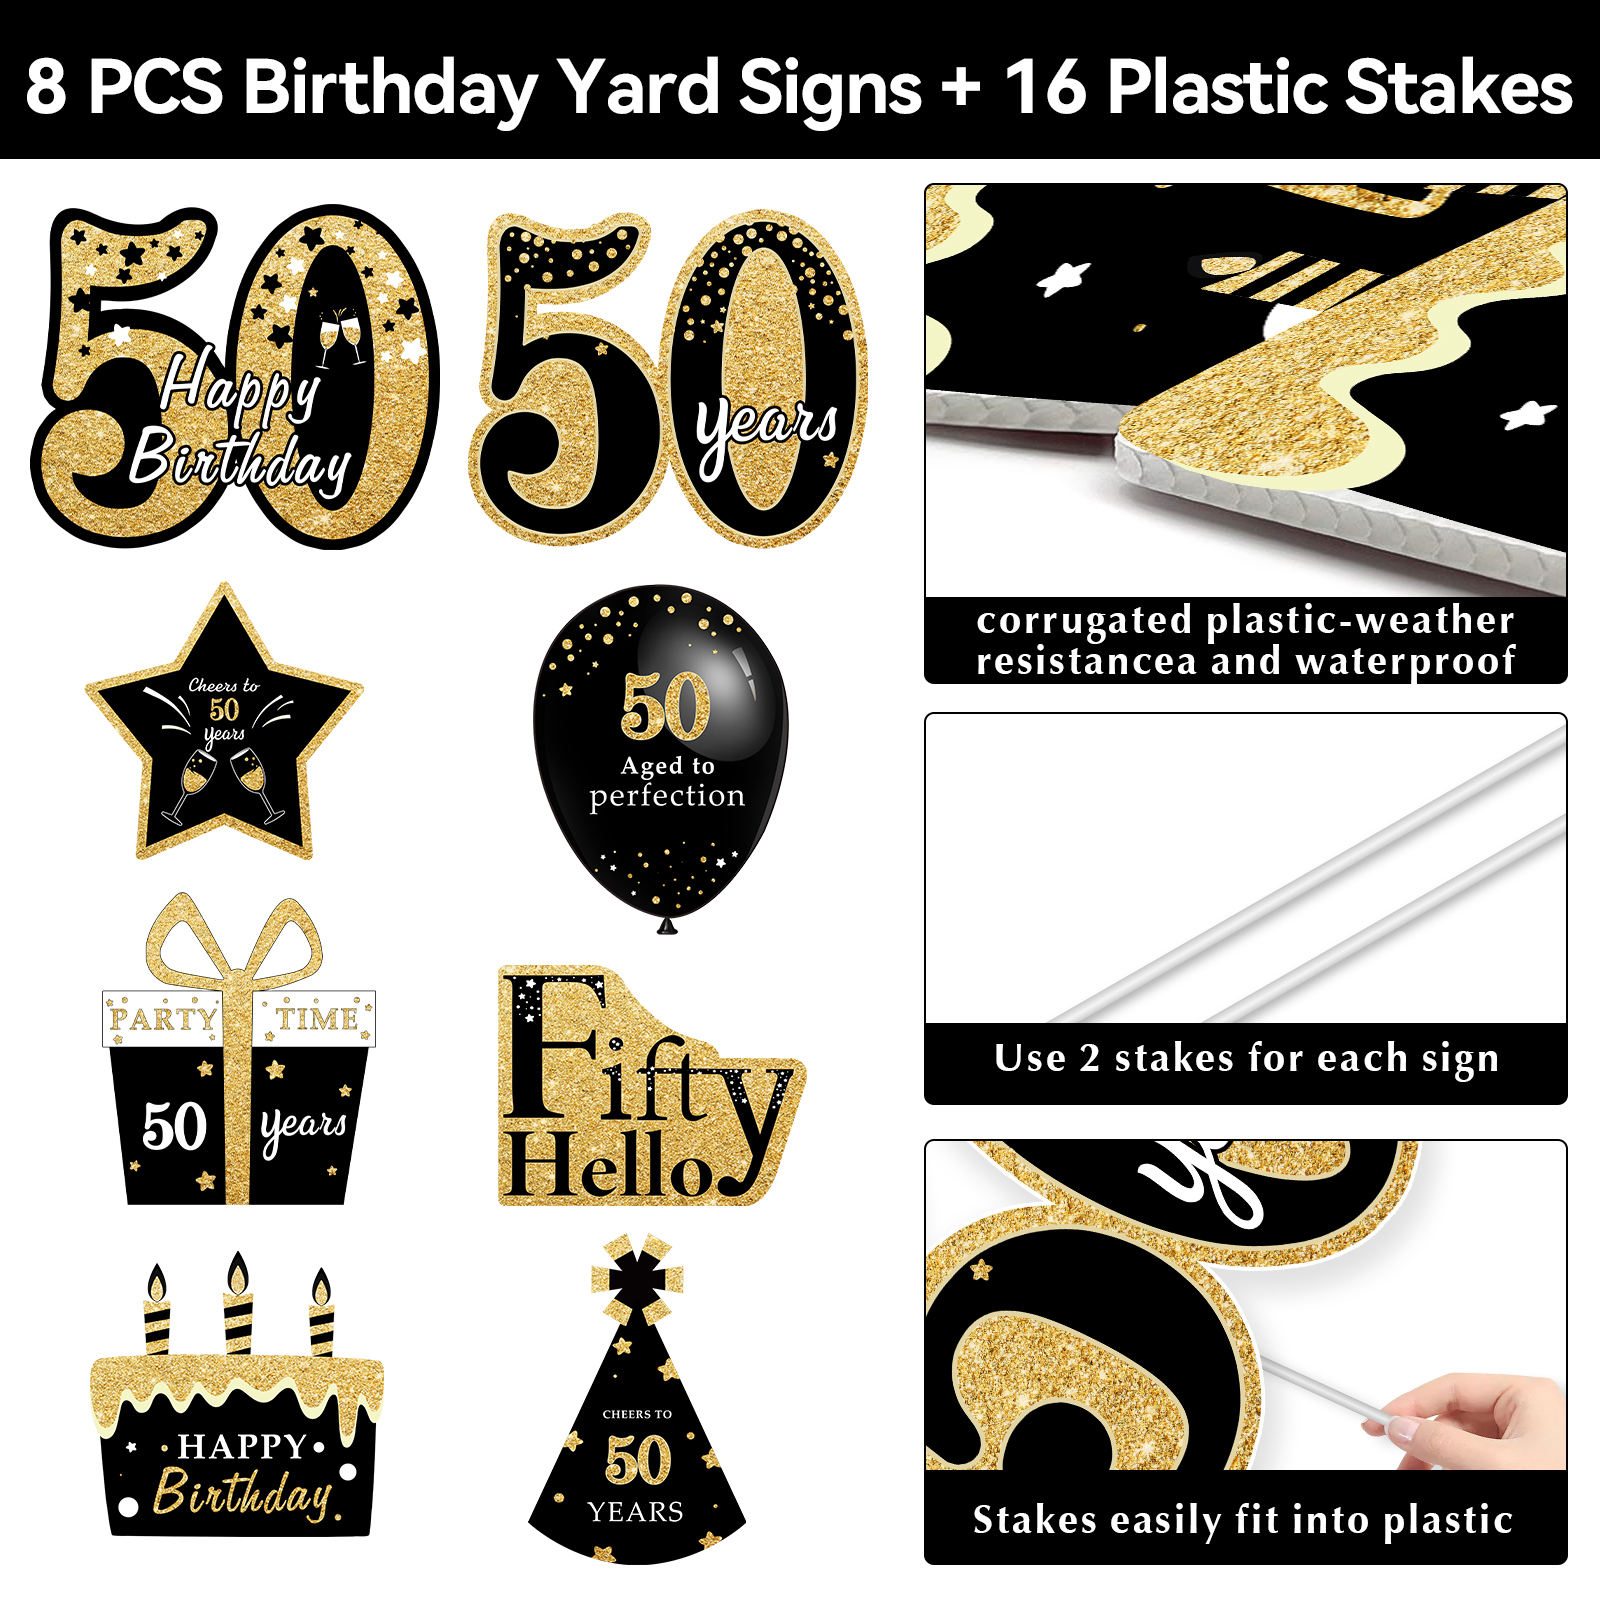 8 PCS Birthday Yard Signs + 16 Plastic Stakes
50
Happy
Birthday
50
years
Cheers to
50
years
50
Aged to
perfection
PARTY TIME
50 years
Fifty
Hello
HAPPY
Birthday
CHEERS TO
50
YEARS
corrugated plastic-weather
resistancea and waterproof
Use 2 stakes for each sign
Stakes easily fit into plastic